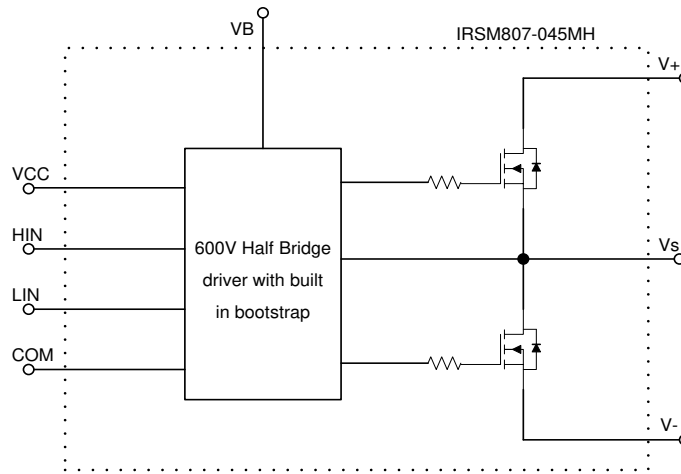 VB
IRSM807-045MH
V+
VCC
HIN
600V Half Bridge
driver with built
in bootstrap
Vs
LIN
COM
V-